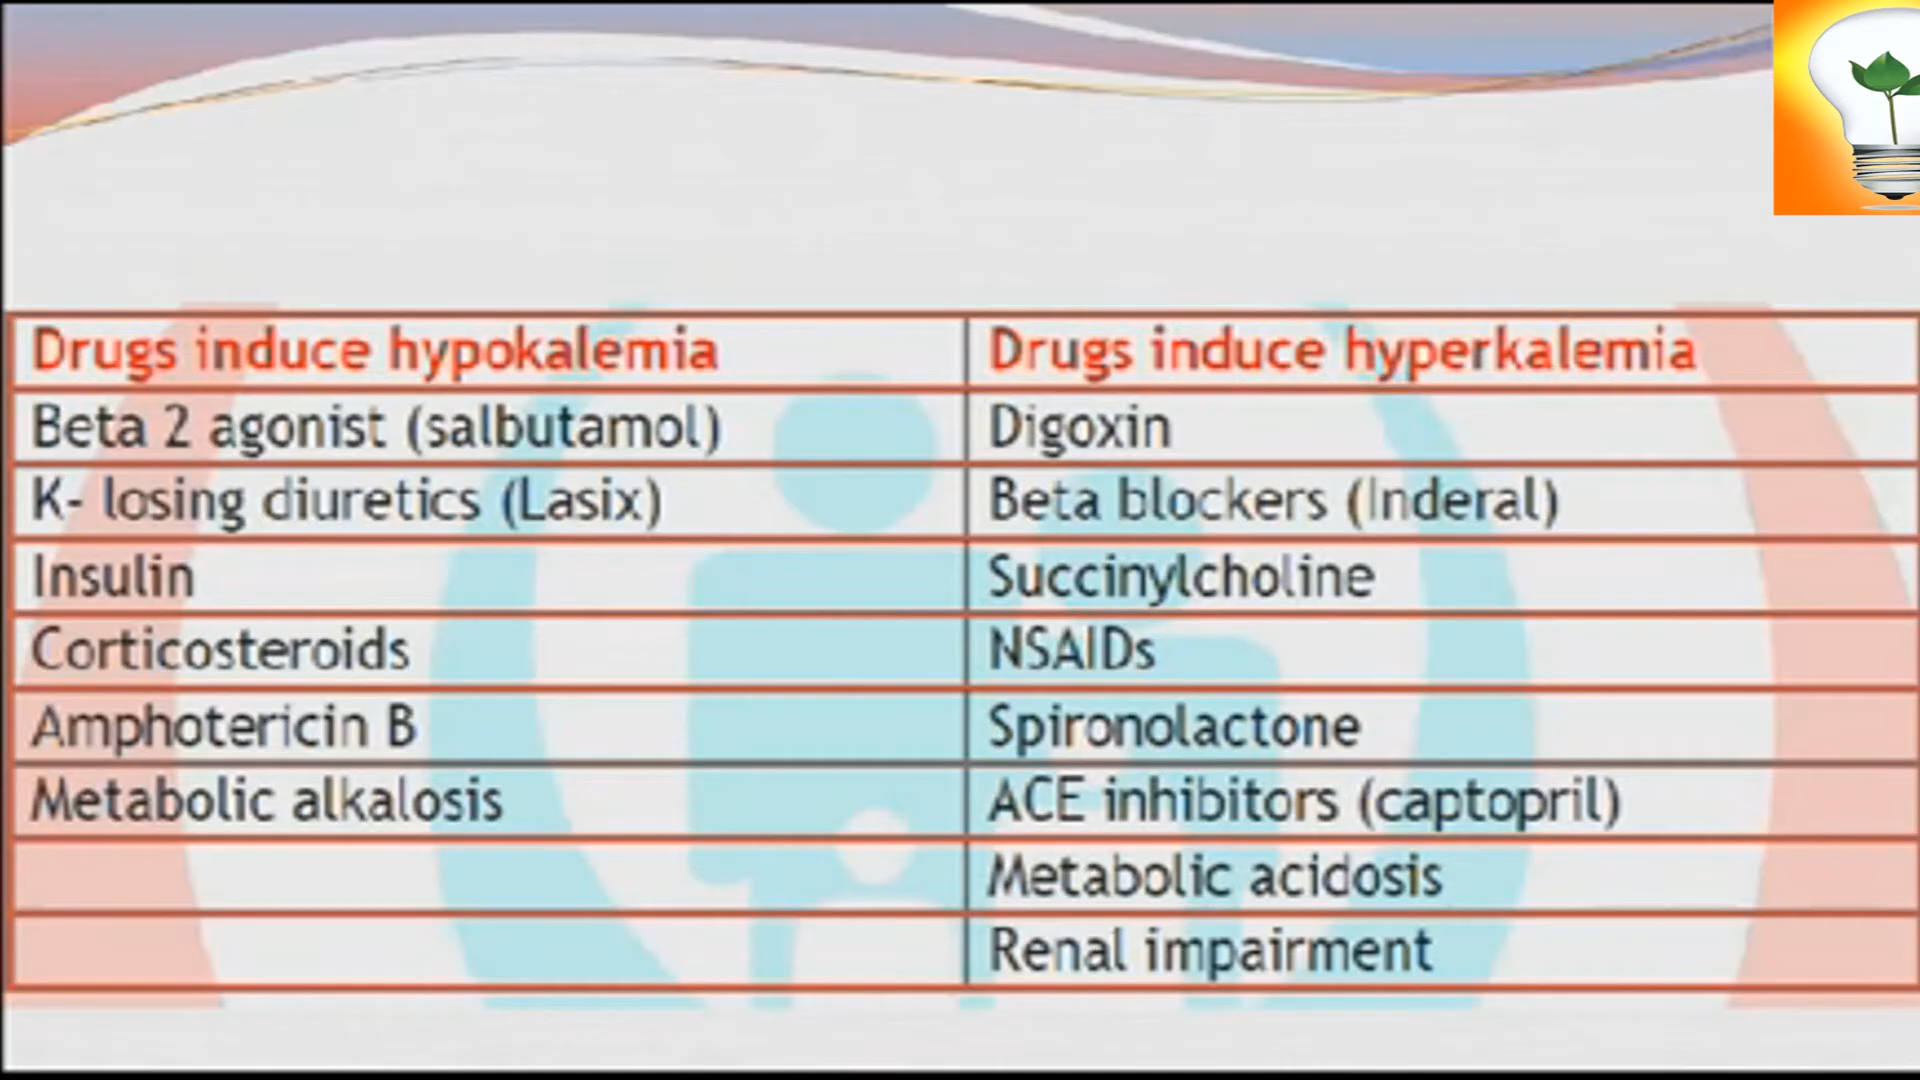 Drugs induce hypokalemia Drugs induce hyperkalemia
Beta 2 agonist (salbutamol) Digoxin
K- losing diuretics (Lasix) Beta blockers (Inderal)
Insulin Succinylcholine
Corticosteroids NSAIDs
Amphotericin B Spironolactone
Metabolic alkalosis ACE inhibitors (captopril)
Metabolic acidosis
Renal impairment